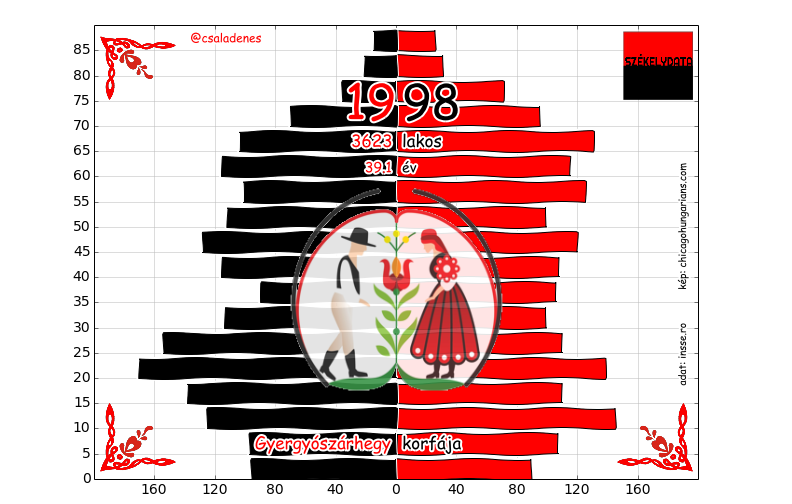 @csaladenes
SZÉKELYDATA
1998
3623 lakos
39.1 év
kép: chicagohungarians.com
adat: insse.ro
Gyergyószárhegy korfája
85
80
75
70
65
60
55
50
45
40
35
30
25
20
15
10
5
0
160 120 80 40 0 40 80 120 160